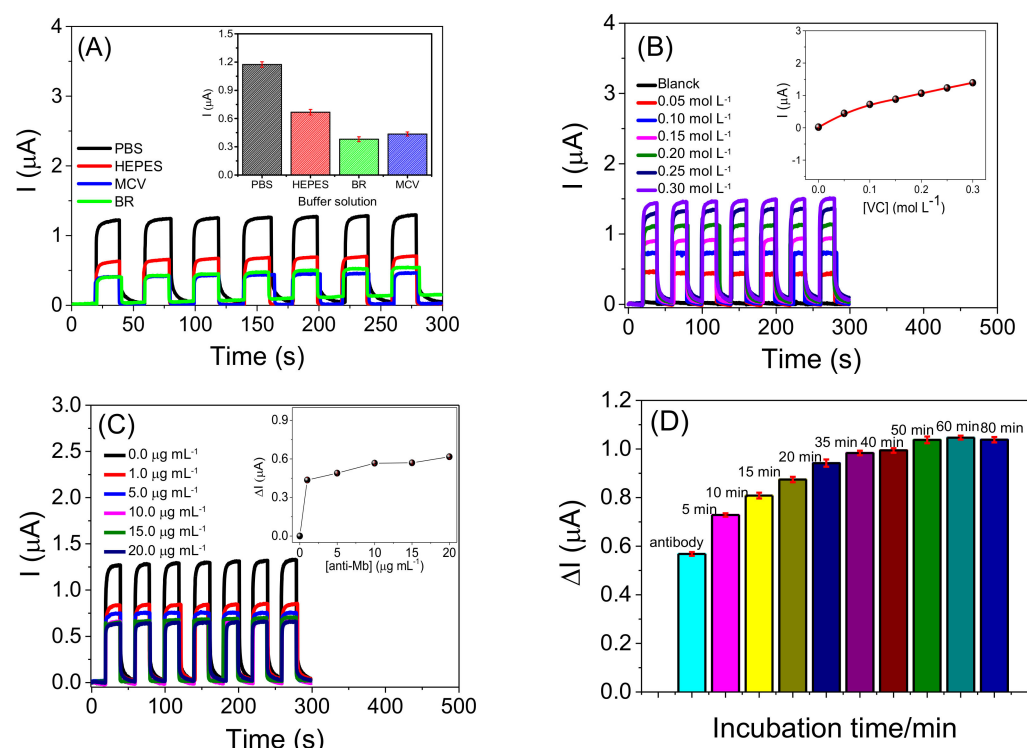 (A)
4
3
2
1
0
I (μA)
PBS
HEPES
MCV
BR
1.5
1.2
0.9
0.6
0.3
0.0
I (μA)
PBS HEPES BR MCV
Buffer solution
0 50 100 150 200 250 300
Time (s)
(B)
4
3
2
1
0
I (μA)
Blanck
0.05 mol L⁻¹
0.10 mol L⁻¹
0.15 mol L⁻¹
0.20 mol L⁻¹
0.25 mol L⁻¹
0.30 mol L⁻¹
3
2
1
0
-1
I (μA)
0.0 0.1 0.2 0.3
[VC] (mol L⁻¹)
0 100 200 300 400 500
Time (s)
(C)
3.0
2.5
2.0
1.5
1.0
0.5
0.0
I (μA)
0.0 μg mL⁻¹
1.0 μg mL⁻¹
5.0 μg mL⁻¹
10.0 μg mL⁻¹
15.0 μg mL⁻¹
20.0 μg mL⁻¹
0.9
0.6
0.3
0.0
ΔI (μA)
0 5 10 15 20
[anti-Mb] (μg mL⁻¹)
0 100 200 300 400 500
Time (s)
(D)
1.2
1.0
0.8
0.6
0.4
0.2
0.0
ΔI (μA)
antibody
5 min
10 min
15 min
20 min
35 min
40 min
50 min
60 min
80 min
Incubation time/min